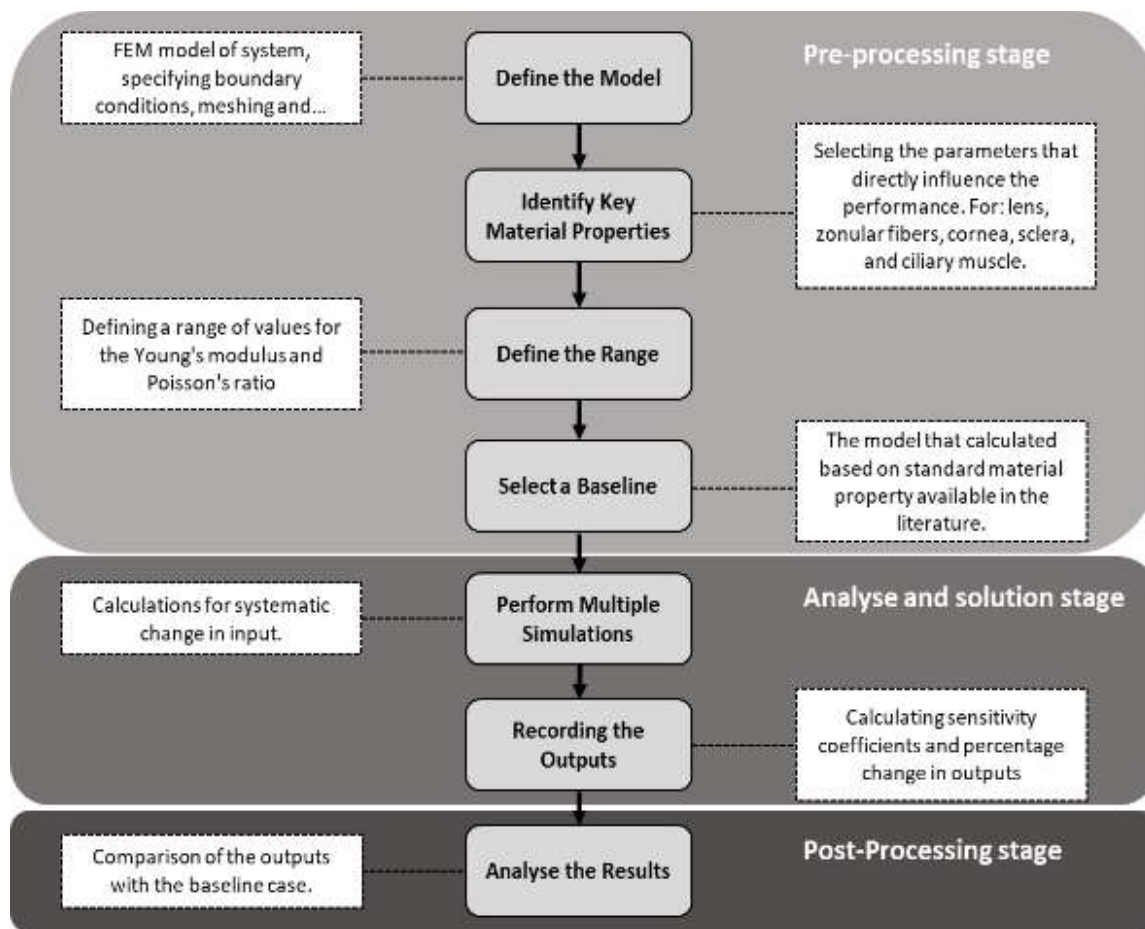 Pre-processing stage
FEM model of system,
specifying boundary
conditions, meshing and...
Define the Model
Selecting the parameters that
directly influence the
performance. For: lens,
zonular fibers, cornea, sclera,
and ciliary muscle.
Identify Key
Material Properties
Defining a range of values for
the Young's modulus and
Poisson's ratio
Define the Range
Select a Baseline
The model that calculated
based on standard material
property available in the
literature.
Analyse and solution stage
Calculations for systematic
change in input.
Perform Multiple
Simulations
Recording the
Outputs
Calculating sensitivity
coefficients and percentage
change in outputs
Post-Processing stage
Comparison of the outputs
with the baseline case.
Analyse the Results